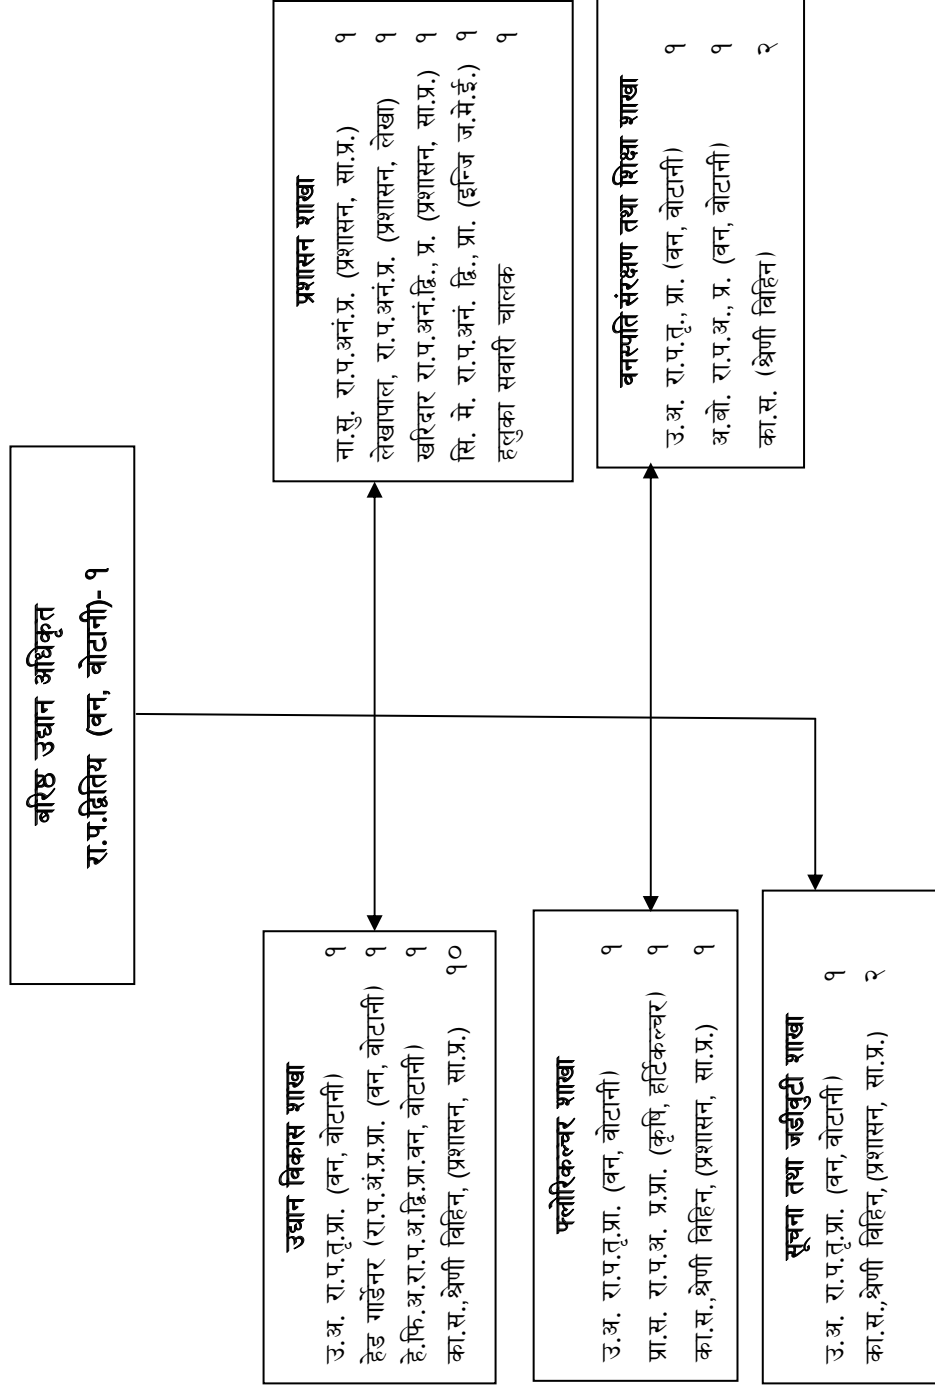 बरिष्ठ उद्यान अधिकृत
रा.प.द्वितिय (वन, वोटानी)- १
उद्यान विकास शाखा
उ.अ. रा.प.तृ.प्रा. (वन, वोटानी) १
हेड गार्डेनर (रा.प.अं.प्र.प्रा. (वन, वोटानी) १
हे.फि.अ.रा.प.अ.द्वि.प्रा.वन, वोटानी) १
का.स.,श्रेणी विहिन, (प्रशासन, सा.प्र.) १०
प्रशासन शाखा
ना.सु. रा.प.अनं.प्र. (प्रशासन, सा.प्र.) १
लेखापाल, रा.प.अनं.प्र. (प्रशासन, लेखा) १
खरिदार रा.प.अनं.द्वि., प्र. (प्रशासन, सा.प्र.) १
सि. मे. रा.प.अनं. द्वि., प्रा. (इन्जि ज.मे.ई.) १
हलुका सवारी चालक १
फ्लोरिकल्चर शाखा
उ.अ. रा.प.तृ.प्रा. (वन, वोटानी) १
प्रा.स. रा.प.अ. प्र.प्रा. (कृषि, हर्टिकल्चर) १
का.स.,श्रेणी विहिन, (प्रशासन, सा.प्र.) १
वनस्पति संरक्षण तथा शिक्षा शाखा
उ.अ. रा.प.तृ., प्रा. (वन, वोटानी) १
अ.बो. रा.प.अ., प्र. (वन, वोटानी) १
का.स. (श्रेणी विहिन) २
सूचना तथा जडीवुटी शाखा
उ.अ. रा.प.तृ.प्रा. (वन, वोटानी) १
का.स.,श्रेणी विहिन, (प्रशासन, सा.प्र.) २